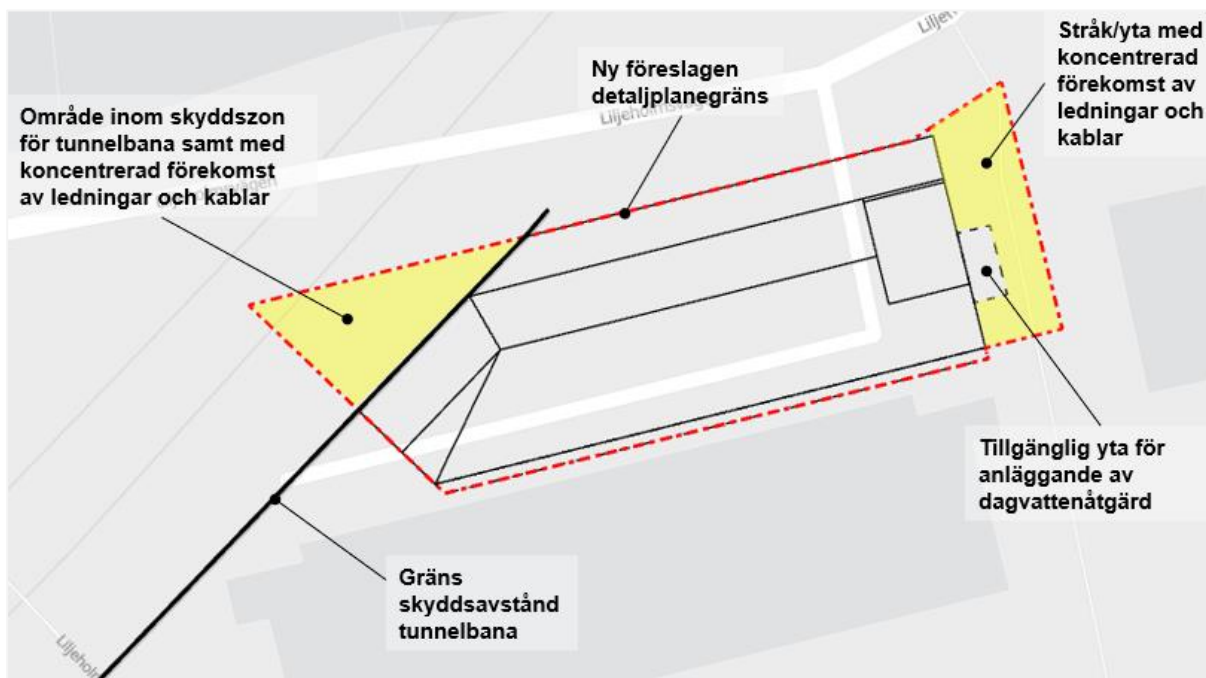 Område inom skyddszon
för tunnelbana samt med
koncentrerad förekomst
av ledningar och kablar
Ny föreslagen
detaljplanegräns
Stråk/yta med
koncentrerad
förekomst av
ledningar och
kablar
Liljeholmsvägen
Tillgänglig yta för
anläggande av
dagvattenåtgärd
Gräns
skyddsavstånd
tunnelbana